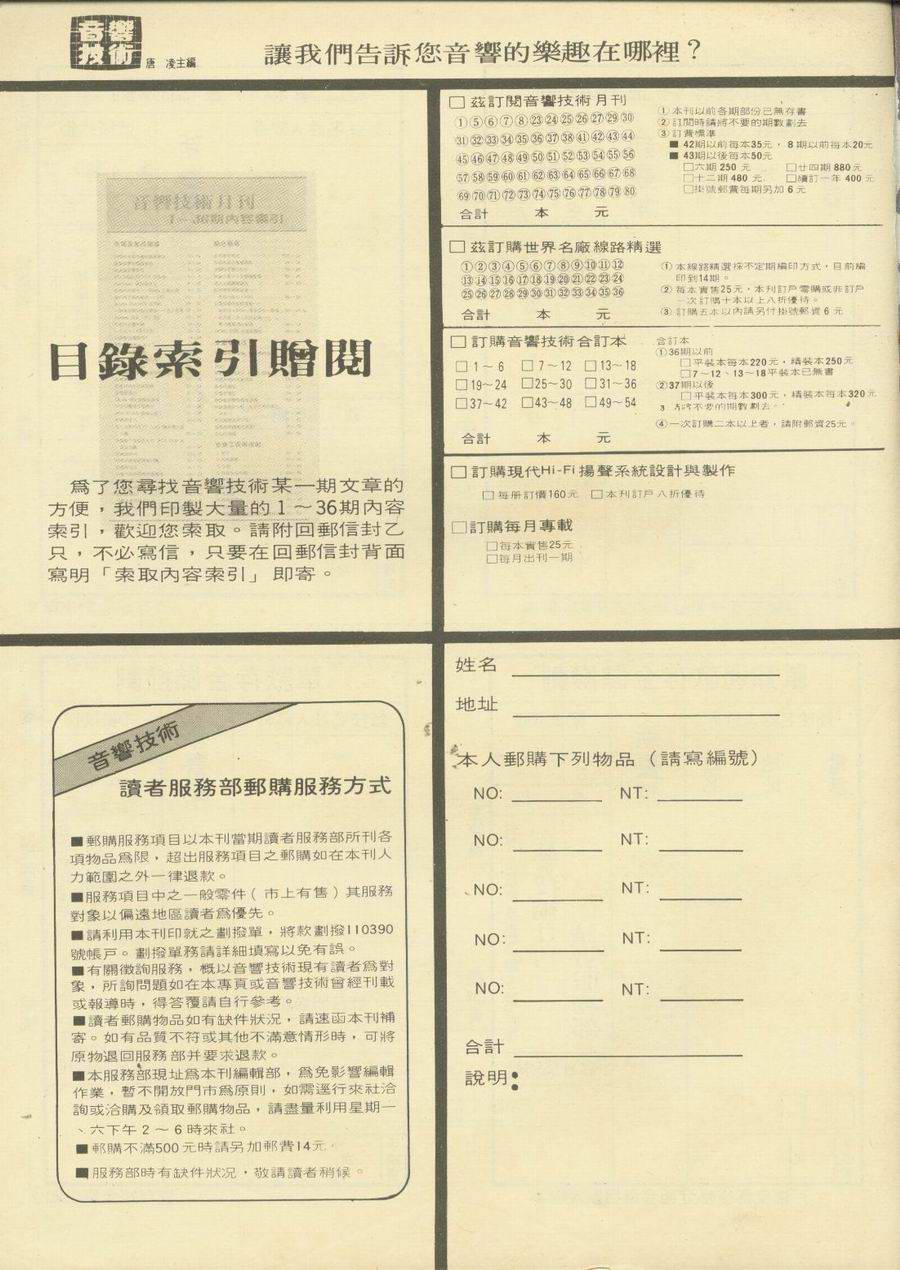 音響
技術
唐 凌主編
讓我們告訴您音響的樂趣在哪裡？
音響技術月刊
1～36期內容索引
目錄索引贈閱
為了您尋找音響技術某一期文章的
方便，我們印製大量的1～36期內容
索引，歡迎您索取。請附回郵信封乙
只，不必寫信，只要在回郵信封背面
寫明「索取內容索引」即寄。
□ 茲訂閱音響技術月刊
①⑤⑥⑦⑧㉓㉔㉕㉖㉗㉙㉚
㉛㉜㉝㉞㉟㊱㊲㊳㊶㊷㊸㊹
㊺㊻㊼㊽㊾㊿51 52 53 54 55 56
57 58 59 60 61 62 63 64 65 66 67 68
69 70 71 72 73 74 75 76 77 78 79 80
合計 本 元
① 本刊以前各期部份已無存書
② 訂閱時請將不要的期數劃去
③ 訂費標準
■ 42期以前每本35元，8期以前每本20元
■ 43期以後每本50元
□六期 250 元 □廿四期 880 元
□十二期 480 元 □續訂一年 400 元
□掛號郵費每期另加 6 元
□ 茲訂購世界名廠線路精選
①②③④⑤⑥⑦⑧⑨⑩⑪⑫
⑬⑭⑮⑯⑰⑱⑲⑳㉑㉒㉓㉔
㉕㉖㉗㉘㉙㉚㉛㉜㉝㉞㉟㊱
合計 本 元
① 本線路精選採不定期編印方式，目前編
印到14期。
② 每本實售25元，本刊訂戶零購或非訂戶
一次訂購十本以上八折優待。
③ 訂購五本以內請另付掛號郵資 6 元
□ 訂購音響技術合訂本
□ 1～6 □ 7～12 □ 13～18
□19～24 □25～30 □31～36
□37～42 □43～48 □49～54
合計 本 元
合訂本
①36期以前
□平裝本每本220元，精裝本250元
□7～12、13～18平裝本已無書
②37期以後
□平裝本每本300元，精裝本每本320元
3 請將不要的期數劃去。
④一次訂購二本以上者，請附郵資25元。
□ 訂購現代Hi-Fi 揚聲系統設計與製作
□ 每册訂價160元 □ 本刊訂戶八折優待
□訂購每月專載
□每本實售25元
□每月出刊一期
音響技術
讀者服務部郵購服務方式
■郵購服務項目以本刊當期讀者服務部所刊各
項物品為限，超出服務項目之郵購如在本刊人
力範圍之外一律退款。
■服務項目中之一般零件（市上有售）其服務
對象以偏遠地區讀者為優先。
■請利用本刊印就之劃撥單，將款劃撥110390
號帳戶。劃撥單務請詳細填寫以免有誤。
■有關徵詢服務，概以音響技術現有讀者為對
象，所詢問題如在本專頁或音響技術曾經刊載
或報導時，得答覆請自行參考。
■讀者郵購物品如有缺件狀況，請速函本刊補
寄。如有品質不符或其他不滿意情形時，可將
原物退回服務部并要求退款。
■本服務部現址為本刊編輯部，為免影響編輯
作業，暫不開放門市為原則，如需逕行來社洽
詢或洽購及領取郵購物品，請盡量利用星期一
、六下午 2～6 時來社。
■郵購不滿500元時請另加郵費14元。
■服務部時有缺件狀況，敬請讀者稍候。
姓名
地址
本人郵購下列物品（請寫編號）
NO: NT:
NO: NT:
NO: NT:
NO: NT:
NO: NT:
合計
說明：